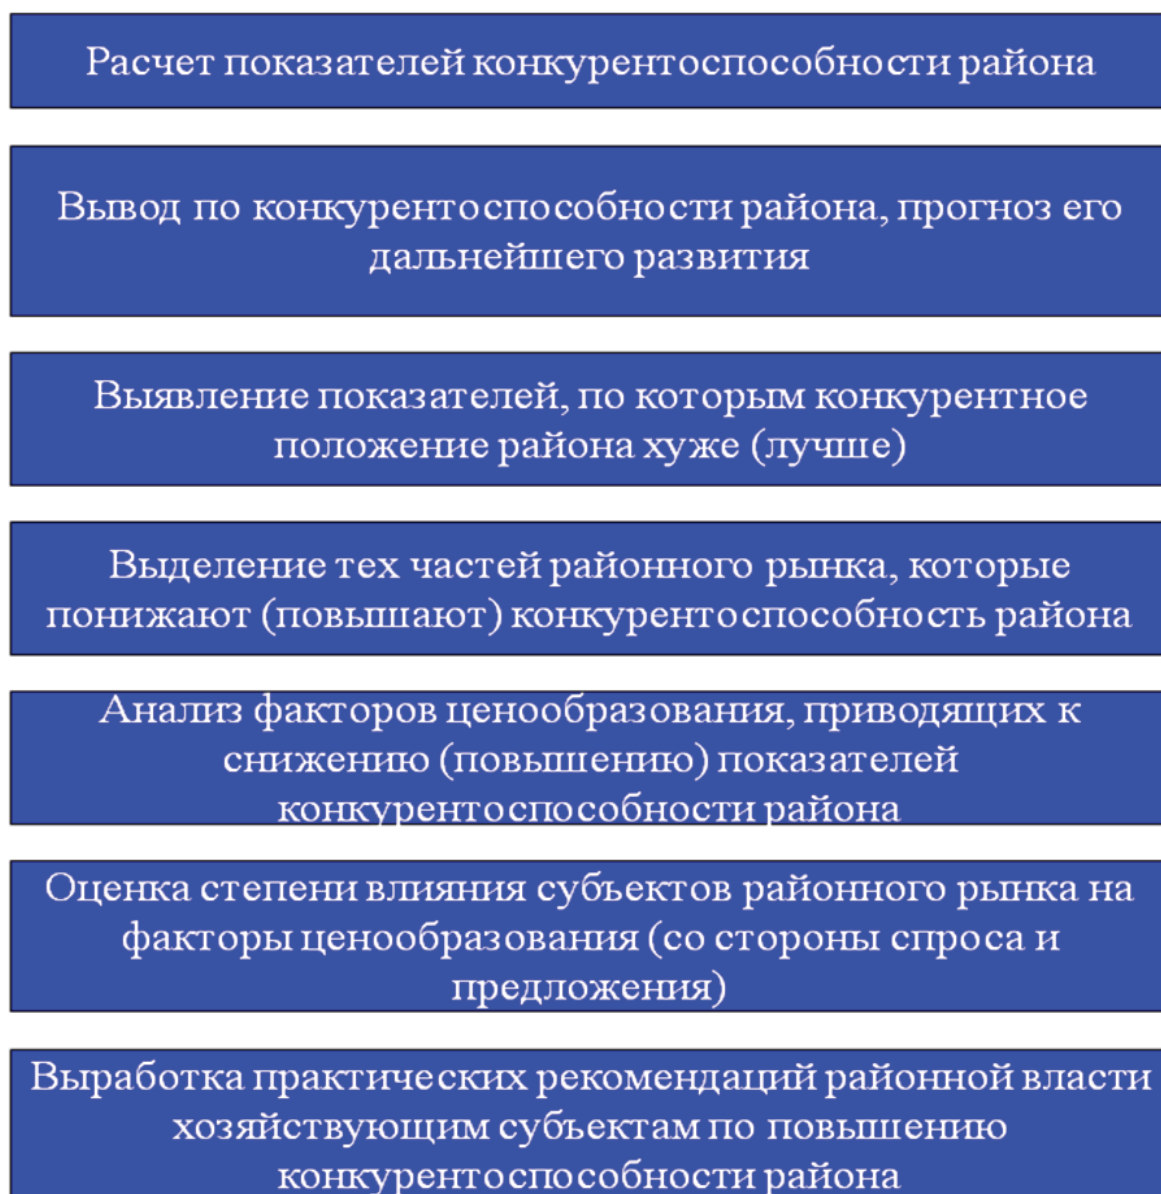 Расчет показателей конкурентоспособности района
Вывод по конкурентоспособности района, прогноз его
дальнейшего развития
Выявление показателей, по которым конкурентное
положение района хуже (лучше)
Выделение тех частей районного рынка, которые
понижают (повышают) конкурентоспособность района
Анализ факторов ценообразования, приводящих к
снижению (повышению) показателей
конкурентоспособности района
Оценка степени влияния субъектов районного рынка на
факторы ценообразования (со стороны спроса и
предложения)
Выработка практических рекомендаций районной власти
хозяйствующим субъектам по повышению
конкурентоспособности района